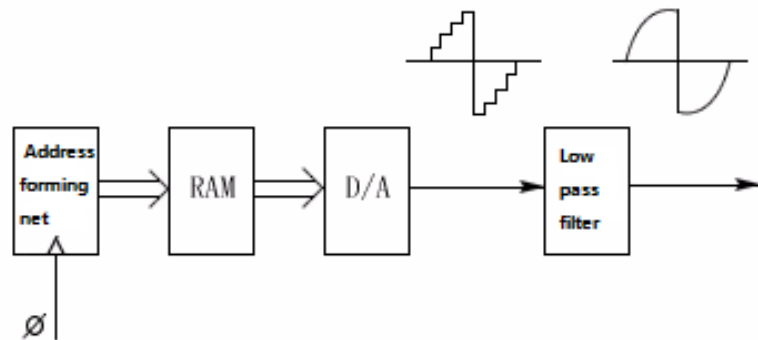 Address
forming
net
RAM
D/A
Low
pass
filter
Ø